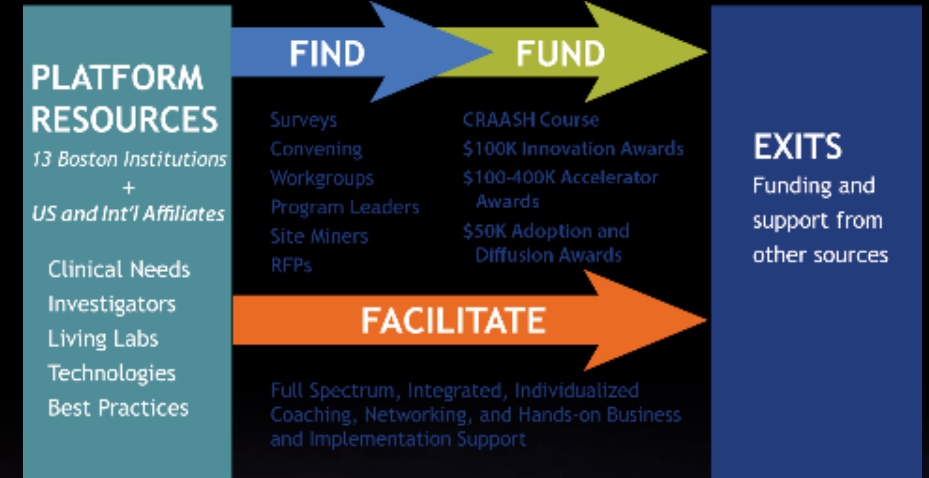 PLATFORM
RESOURCES
13 Boston Institutions
+
US and Int'l Affiliates
Clinical Needs
Investigators
Living Labs
Technologies
Best Practices
FIND
Surveys
Convening
Workgroups
Program Leaders
Site Miners
RFPs
FUND
CRAASH Course
$100K Innovation Awards
$100-400K Accelerator
Awards
$50K Adoption and
Diffusion Awards
FACILITATE
Full Spectrum, Integrated, Individualized
Coaching, Networking, and Hands-on Business
and Implementation Support
EXITS
Funding and
support from
other sources